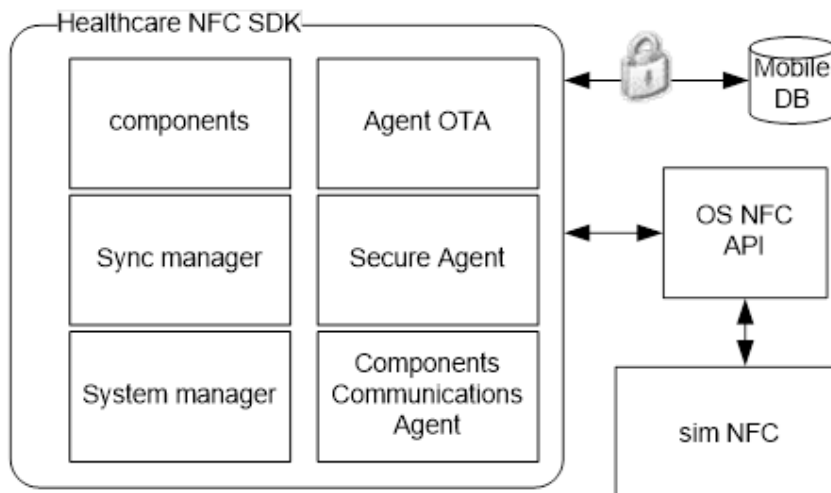 Healthcare NFC SDK
components
Agent OTA
Sync manager
Secure Agent
System manager
Components
Communications
Agent
Mobile
DB
OS NFC
API
sim NFC